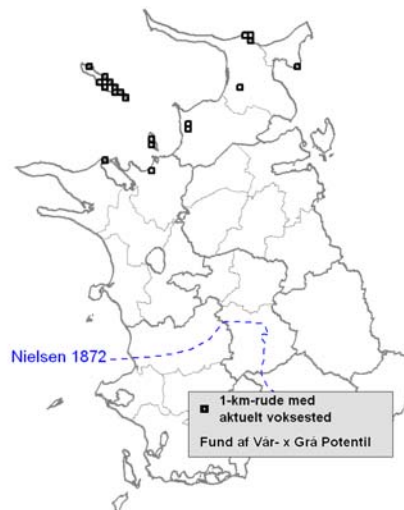 Nielsen 1872
1-km-rude med
aktuelt voksested
Fund af Vår- x Grå Potentil